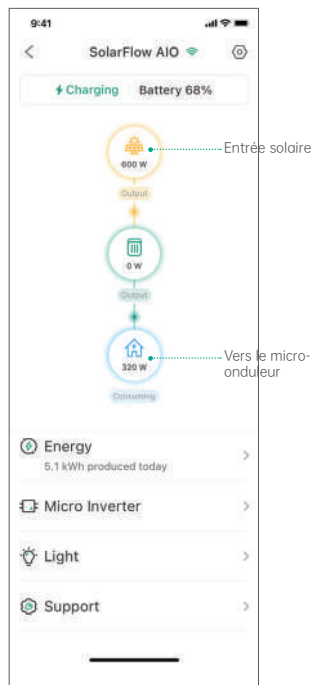 9:41
SolarFlow AIO
Charging Battery 68%
600 W
Entrée solaire
Output
0 W
Output
320 W
Vers le micro-
onduleur
Consuming
Energy
5.1 kWh produced today
Micro Inverter
Light
Support